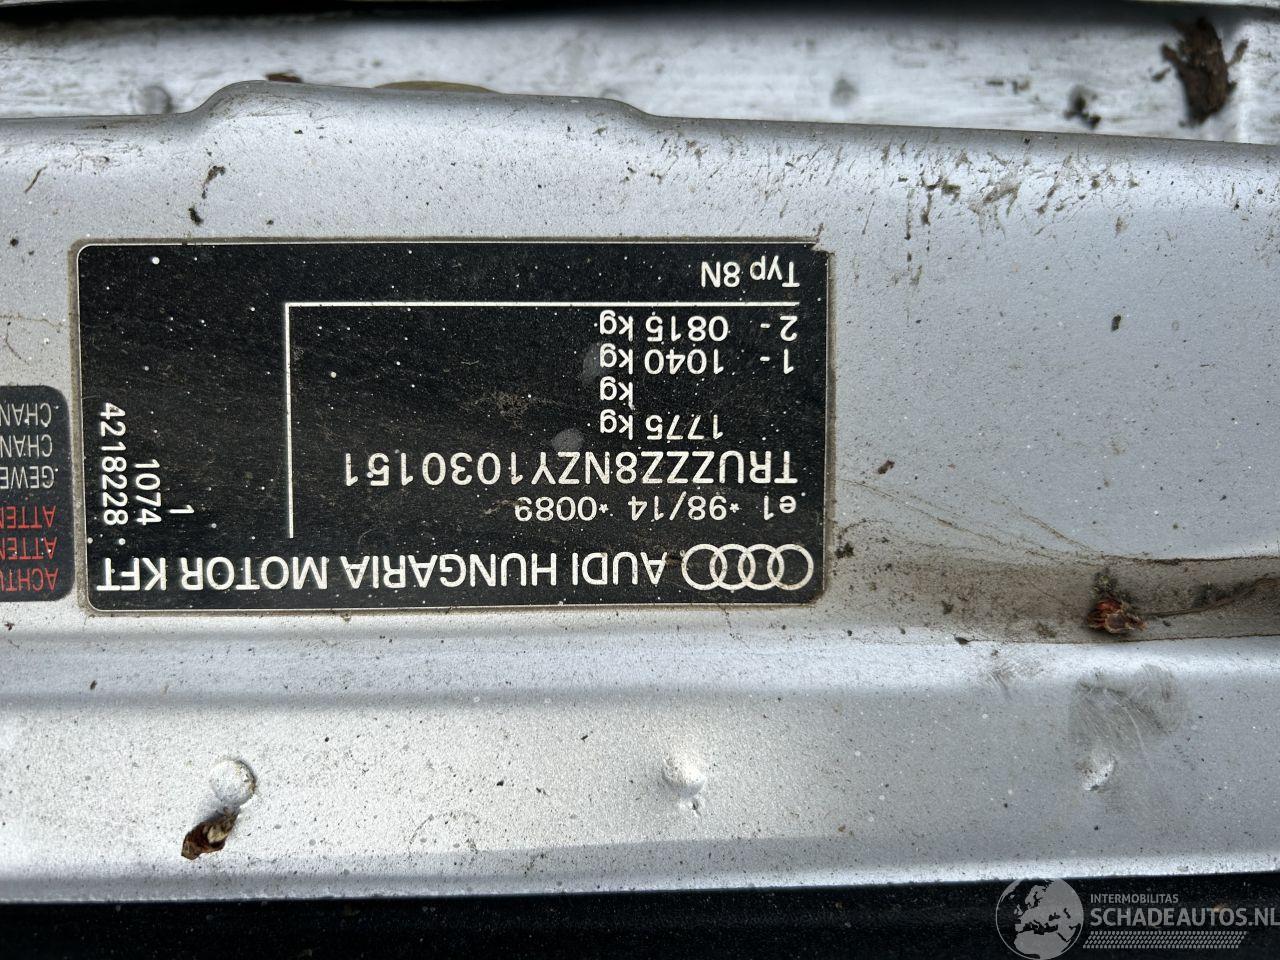 AUDI HUNGARIA MOTOR KFT
e1 *98/14 *0089
TRUZZZ8NZY1030151
1775 kg
kg
1- 1040 kg
2- 0815 kg
Typ 8N
4218228
1074
1
ACHTU
ATTEN
ATTEN
GEWE
CHAN
CHAN
INTERMOBILITAS
SCHADEAUTOS.NL